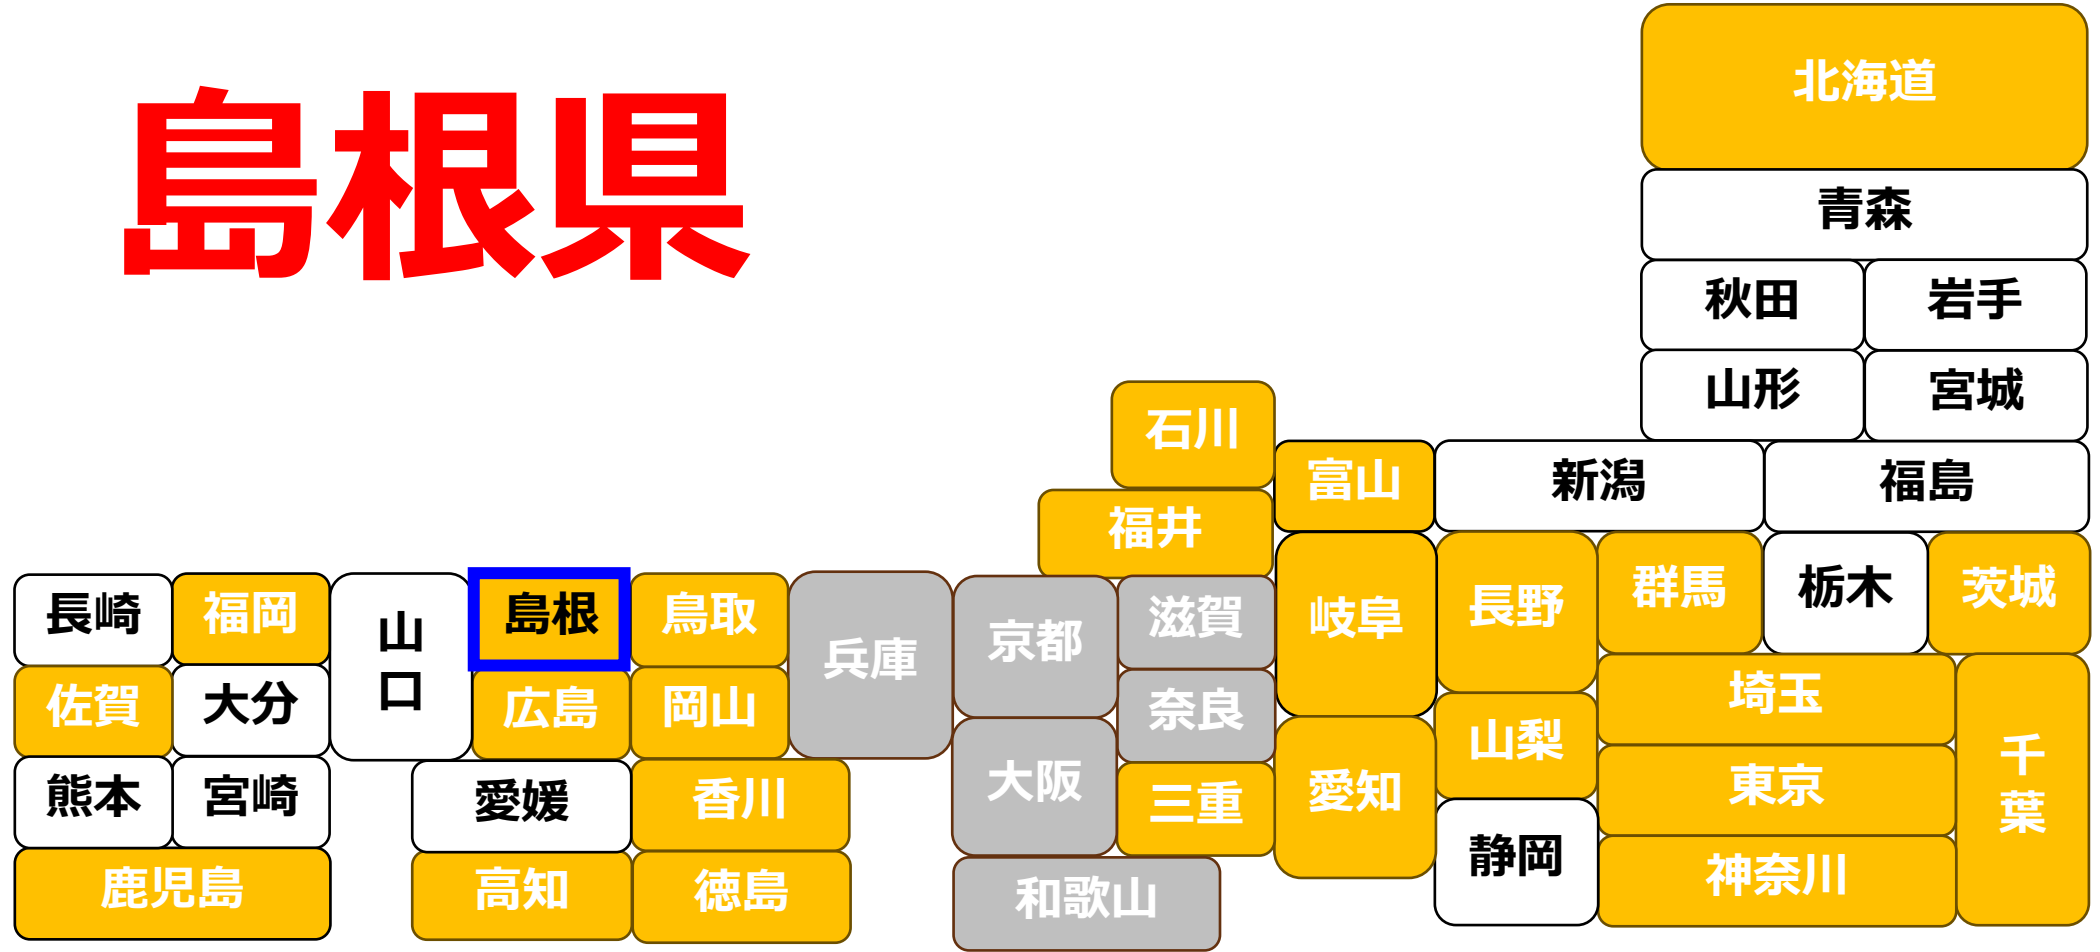 島根県
北海道
青森
秋田
岩手
山形
宮城
石川
富山
新潟
福島
福井
長崎
福岡
山口
島根
鳥取
兵庫
京都
滋賀
岐阜
長野
群馬
栃木
茨城
佐賀
大分
広島
岡山
大阪
奈良
愛知
山梨
埼玉
千葉
熊本
宮崎
愛媛
香川
三重
静岡
東京
鹿児島
高知
徳島
和歌山
神奈川